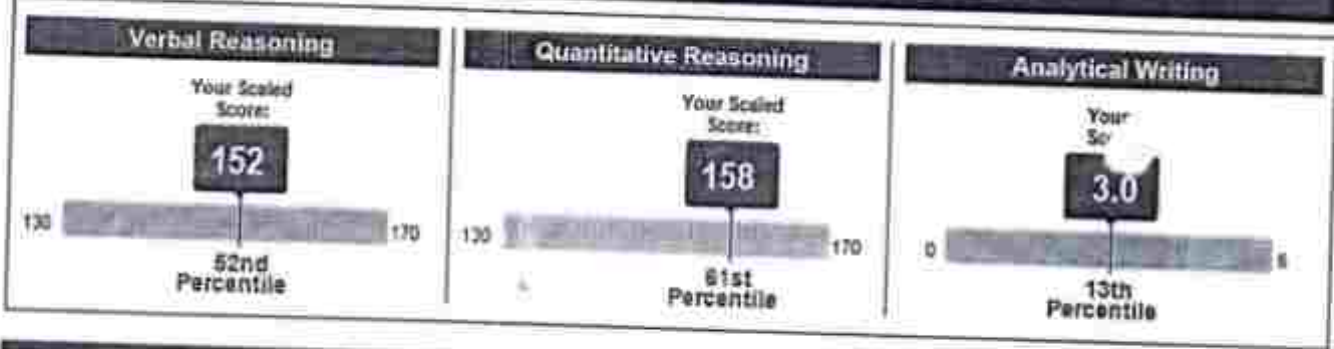 Verbal Reasoning
Your Scaled
Score:
152
130
170
52nd
Percentile
Quantitative Reasoning
Your Scaled
Score:
158
130
170
61st
Percentile
Analytical Writing
Your
3.0
0
6
13th
Percentile